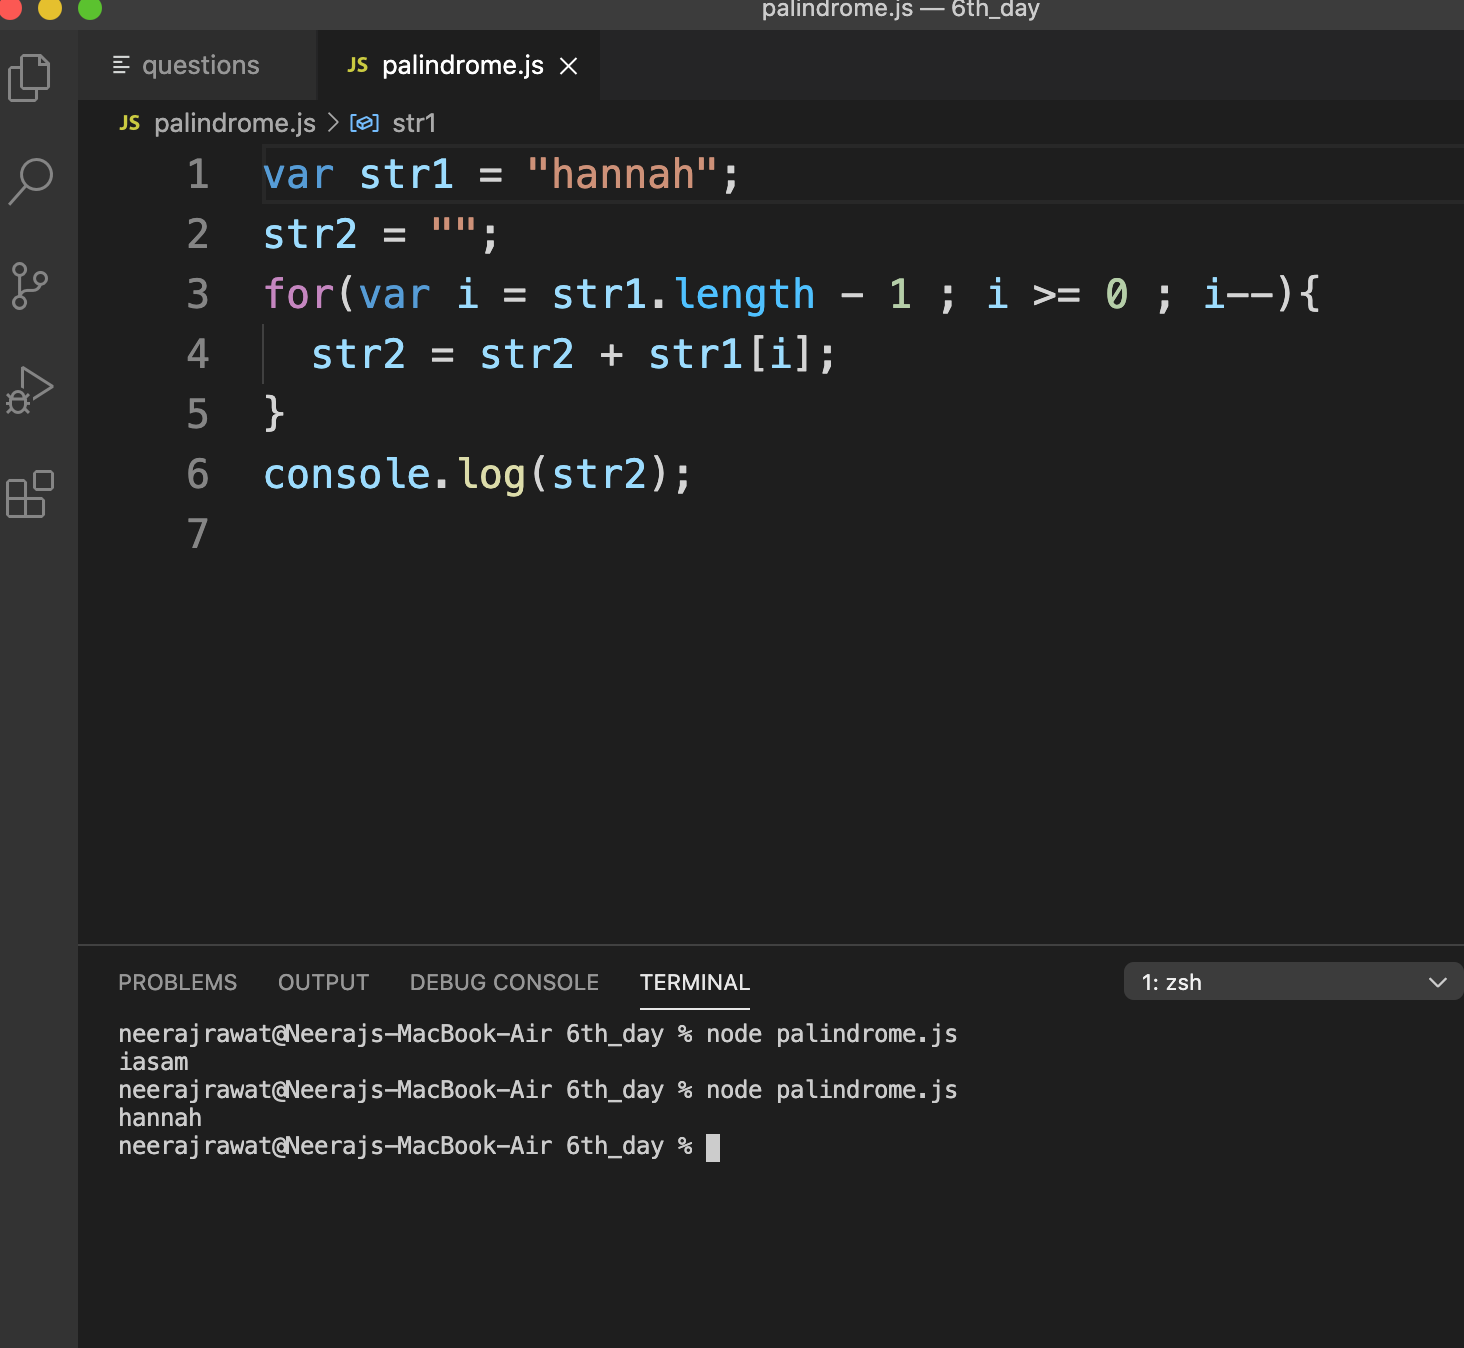 palindrome.js — 6th_day
questions
JS palindrome.js
JS palindrome.js > str1
1 var str1 = "hannah";
2 str2 = "";
3 for(var i = str1.length - 1 ; i >= 0 ; i--){
4 str2 = str2 + str1[i];
5 }
6 console.log(str2);
7
PROBLEMS OUTPUT DEBUG CONSOLE TERMINAL 1: zsh
neerajrawat@Neerajs-MacBook-Air 6th_day % node palindrome.js
iasam
neerajrawat@Neerajs-MacBook-Air 6th_day % node palindrome.js
hannah
neerajrawat@Neerajs-MacBook-Air 6th_day %